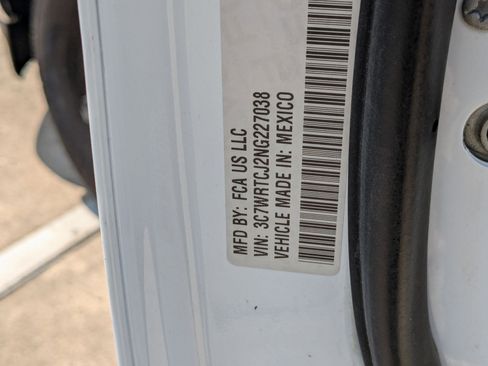 MFD BY: FCA US LLC
VIN: 3C7WRTCJ2NG227038
VEHICLE MADE IN: MEXICO